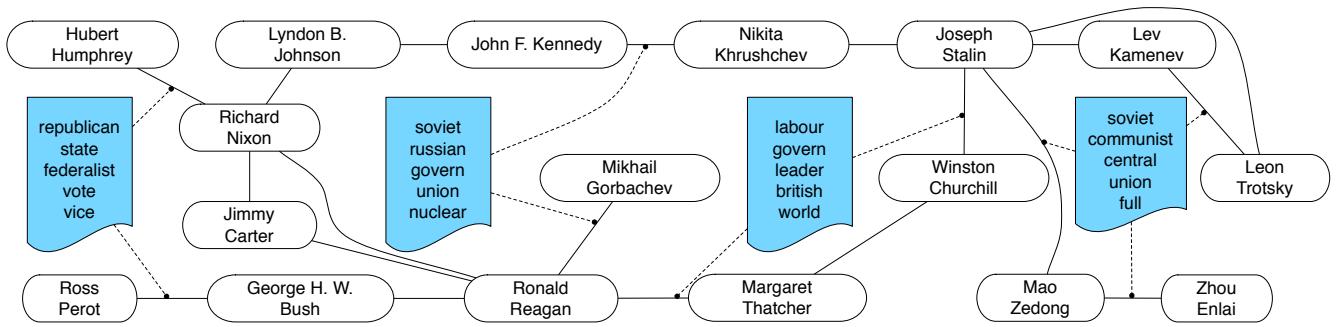 Hubert
Humphrey
Lyndon B.
Johnson
John F. Kennedy
Nikita
Khrushchev
Joseph
Stalin
Lev
Kamenev
republican
state
federalist
vote
vice
Richard
Nixon
soviet
russian
govern
union
nuclear
Mikhail
Gorbachev
labour
govern
leader
british
world
Winston
Churchill
soviet
communist
central
union
full
Leon
Trotsky
Jimmy
Carter
Ross
Perot
George H. W.
Bush
Ronald
Reagan
Margaret
Thatcher
Mao
Zedong
Zhou
Enlai